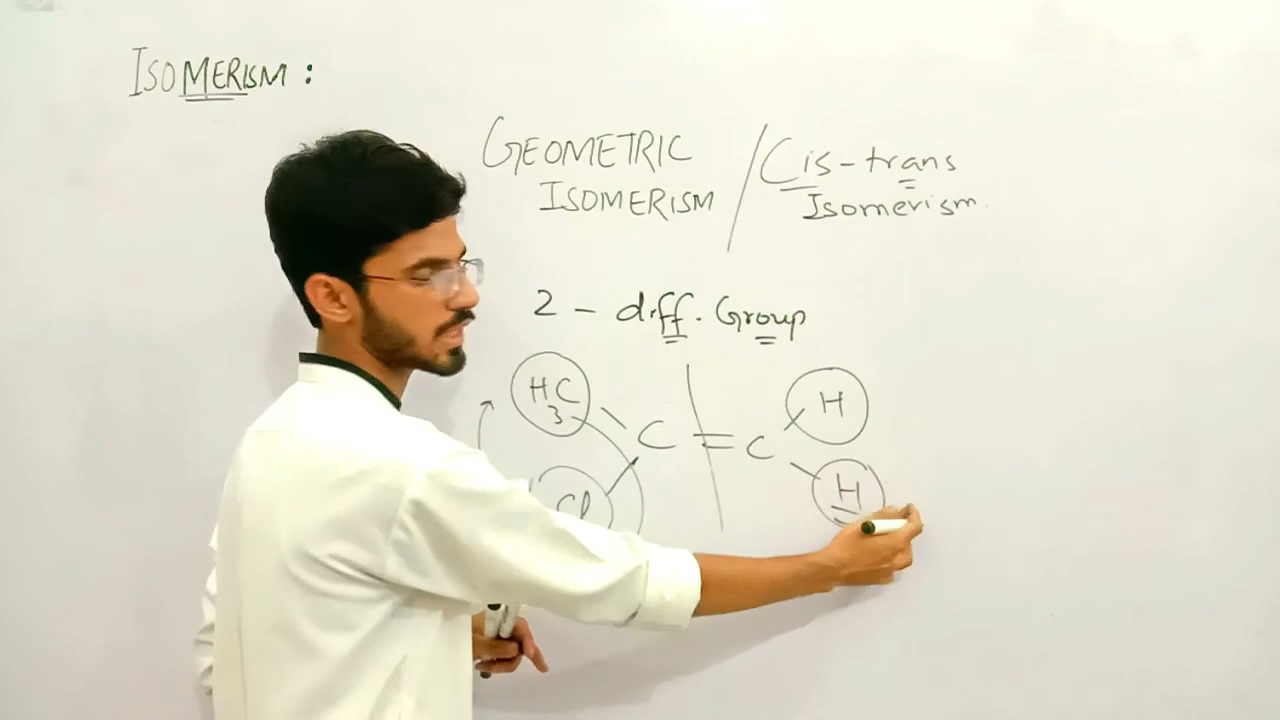 ISOMERISM :
GEOMETRIC / Cis-trans
ISOMERISM Isomerism.
2 - diff. Group
HC H
3
C = C
Cl H